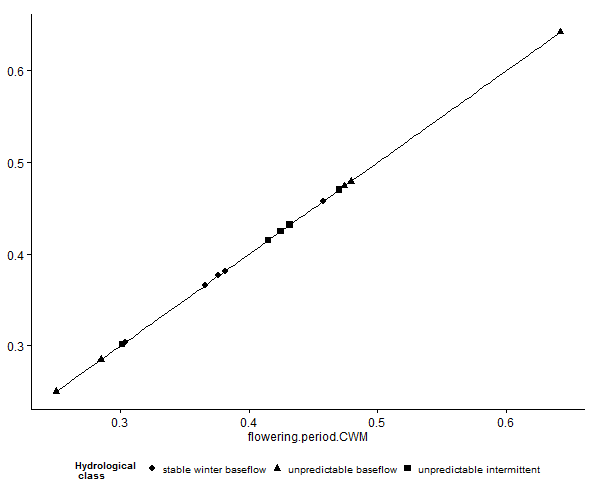 0.6
0.5
0.4
0.3
0.3 0.4 0.5 0.6
flowering.period.CWM
Hydrological
class
stable winter baseflow unpredictable baseflow unpredictable intermittent